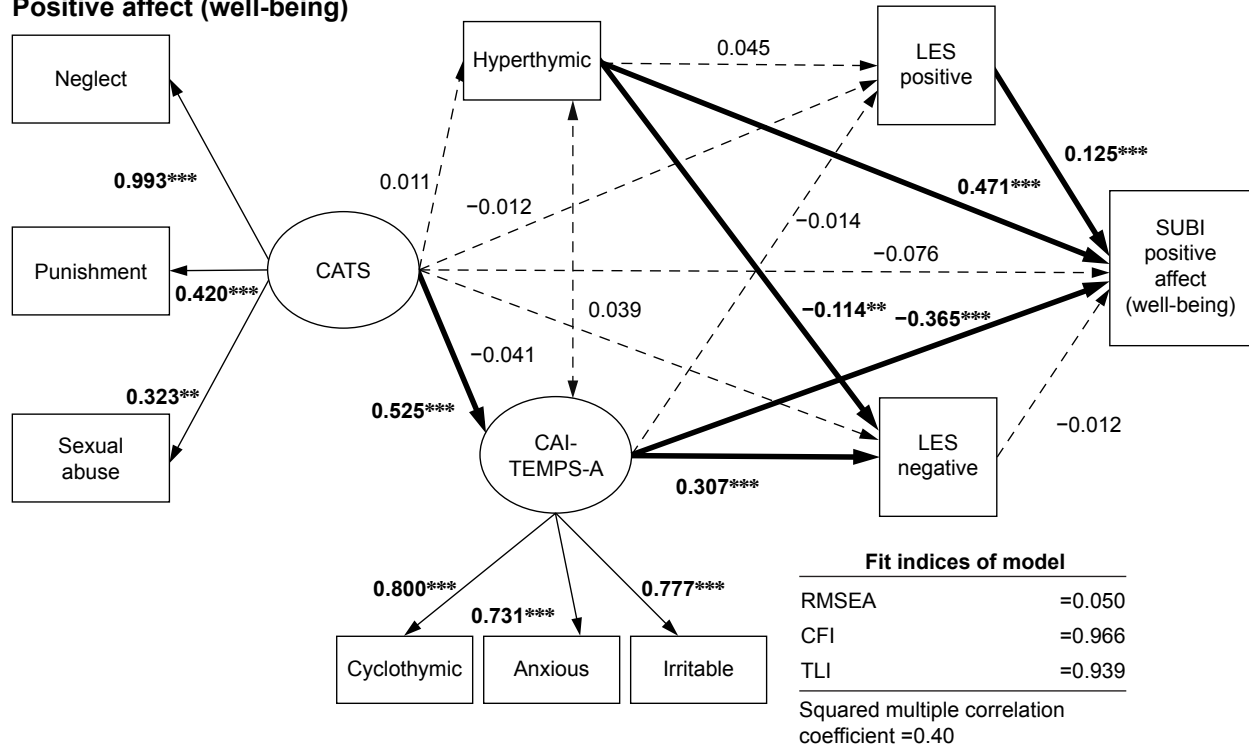 Positive affect (well-being)
Neglect
Hyperthymic
LES
positive
0.045
0.993***
0.011
−0.012
0.125***
0.471***
−0.014
Punishment
0.420***
CATS
−0.076
SUBI
positive
affect
(well-being)
0.039
−0.114**
−0.365***
−0.041
0.323**
0.525***
Sexual
abuse
CAI-
TEMPS-A
LES
negative
−0.012
0.307***
0.800***
0.731***
0.777***
Cyclothymic
Anxious
Irritable
Fit indices of model
RMSEA =0.050
CFI =0.966
TLI =0.939
Squared multiple correlation
coefficient =0.40